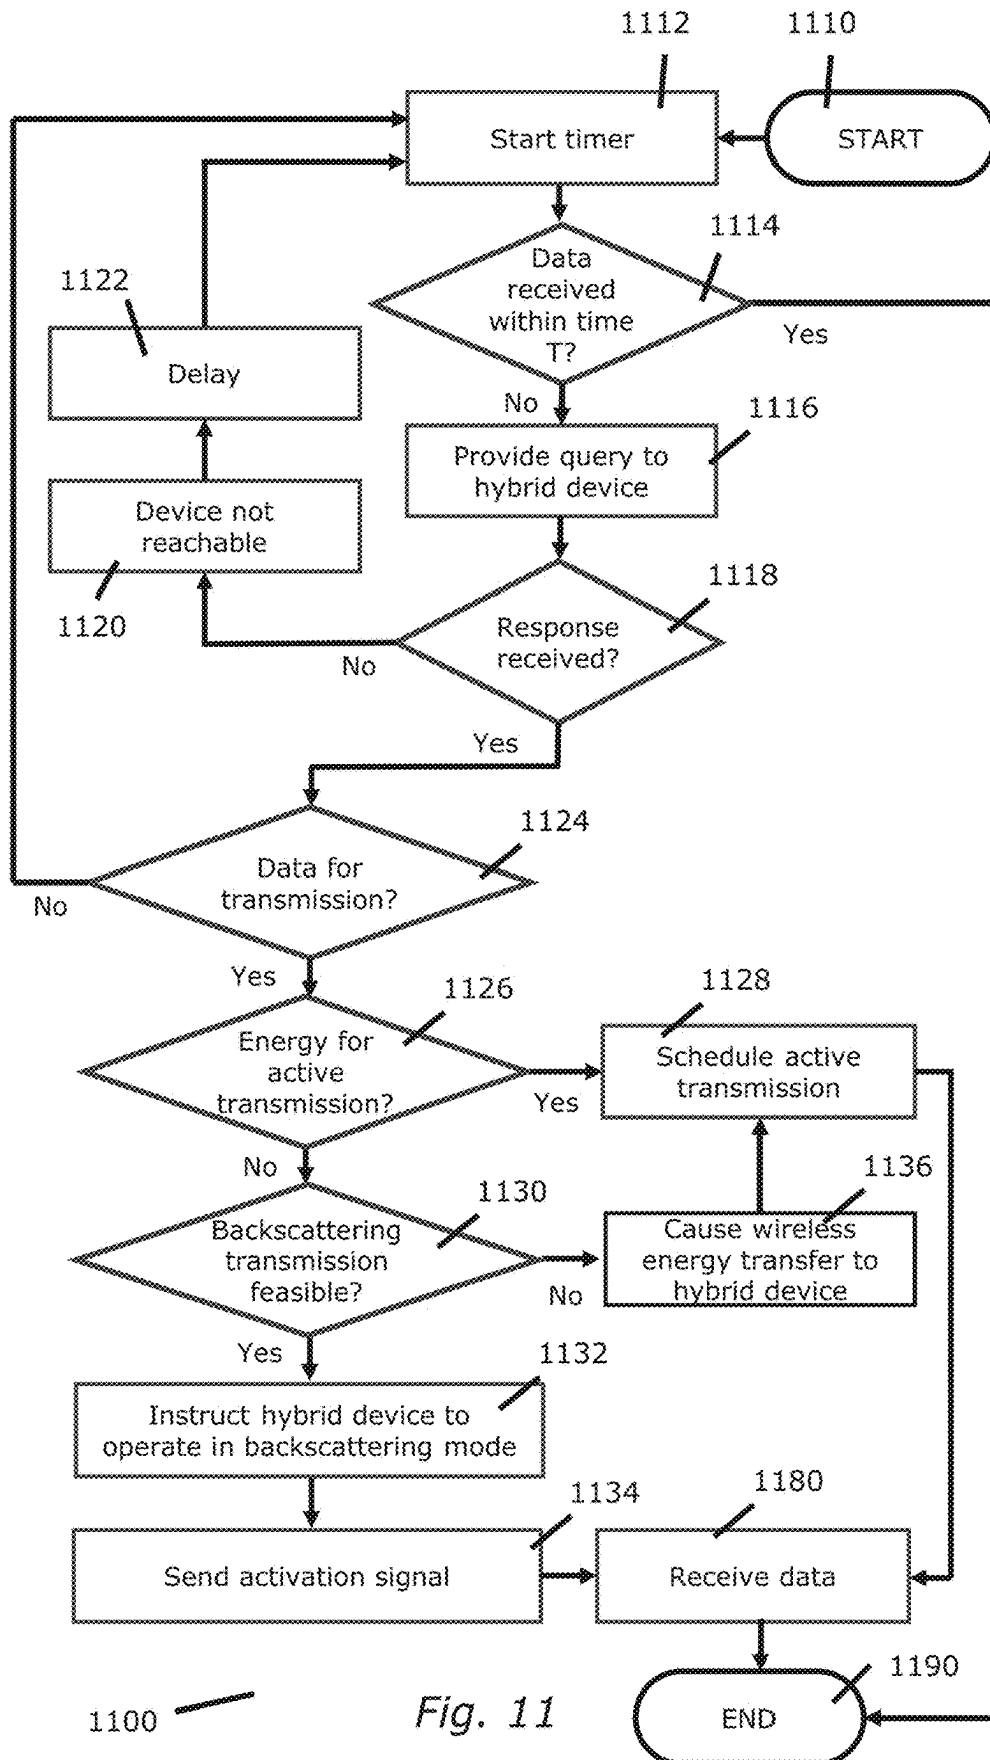 1112
1110
Start timer
START
1114
Data
received
within time
T?
Yes
1122
Delay
No
1116
Provide query to
hybrid device
Device not
reachable
1120
1118
Response
received?
No
Yes
1124
Data for
transmission?
No
Yes
1126
Energy for
active
transmission?
Yes
1128
Schedule active
transmission
No
1130
Backscattering
transmission
feasible?
No
1136
Cause wireless
energy transfer to
hybrid device
Yes
1132
Instruct hybrid device to
operate in backscattering mode
1134
Send activation signal
1180
Receive data
1190
END
1100
Fig. 11